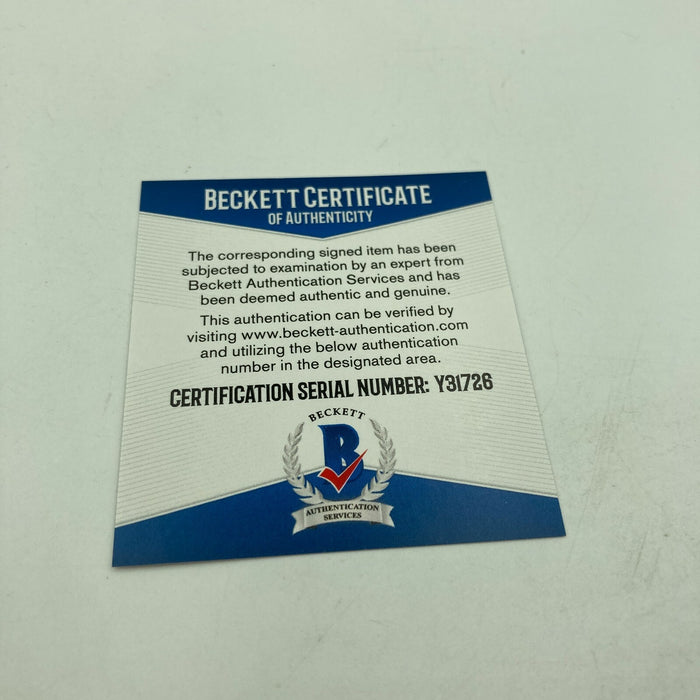 BECKETT CERTIFICATE
OF AUTHENTICITY
The corresponding signed item has been
subjected to examination by an expert from
Beckett Authentication Services and has
been deemed authentic and genuine.
This authentication can be verified by
visiting www.beckett-authentication.com
and utilizing the below authentication
number in the designated area.
CERTIFICATION SERIAL NUMBER: Y31726
BECKETT
B
AUTHENTICATION
SERVICES